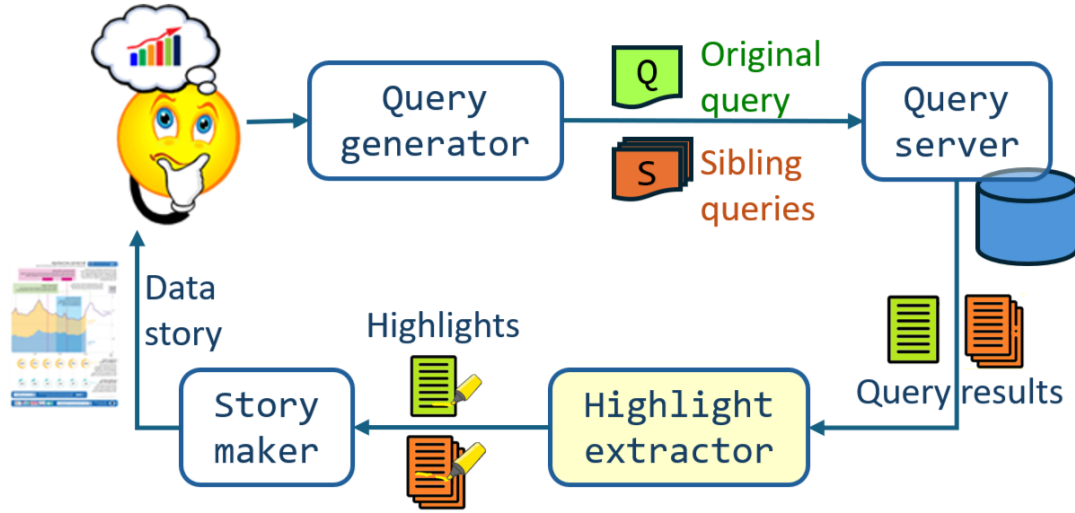 Query
generator
Q
Original
query
S
Sibling
queries
Query
server
Query results
Highlight
extractor
Highlights
Story
maker
Data
story